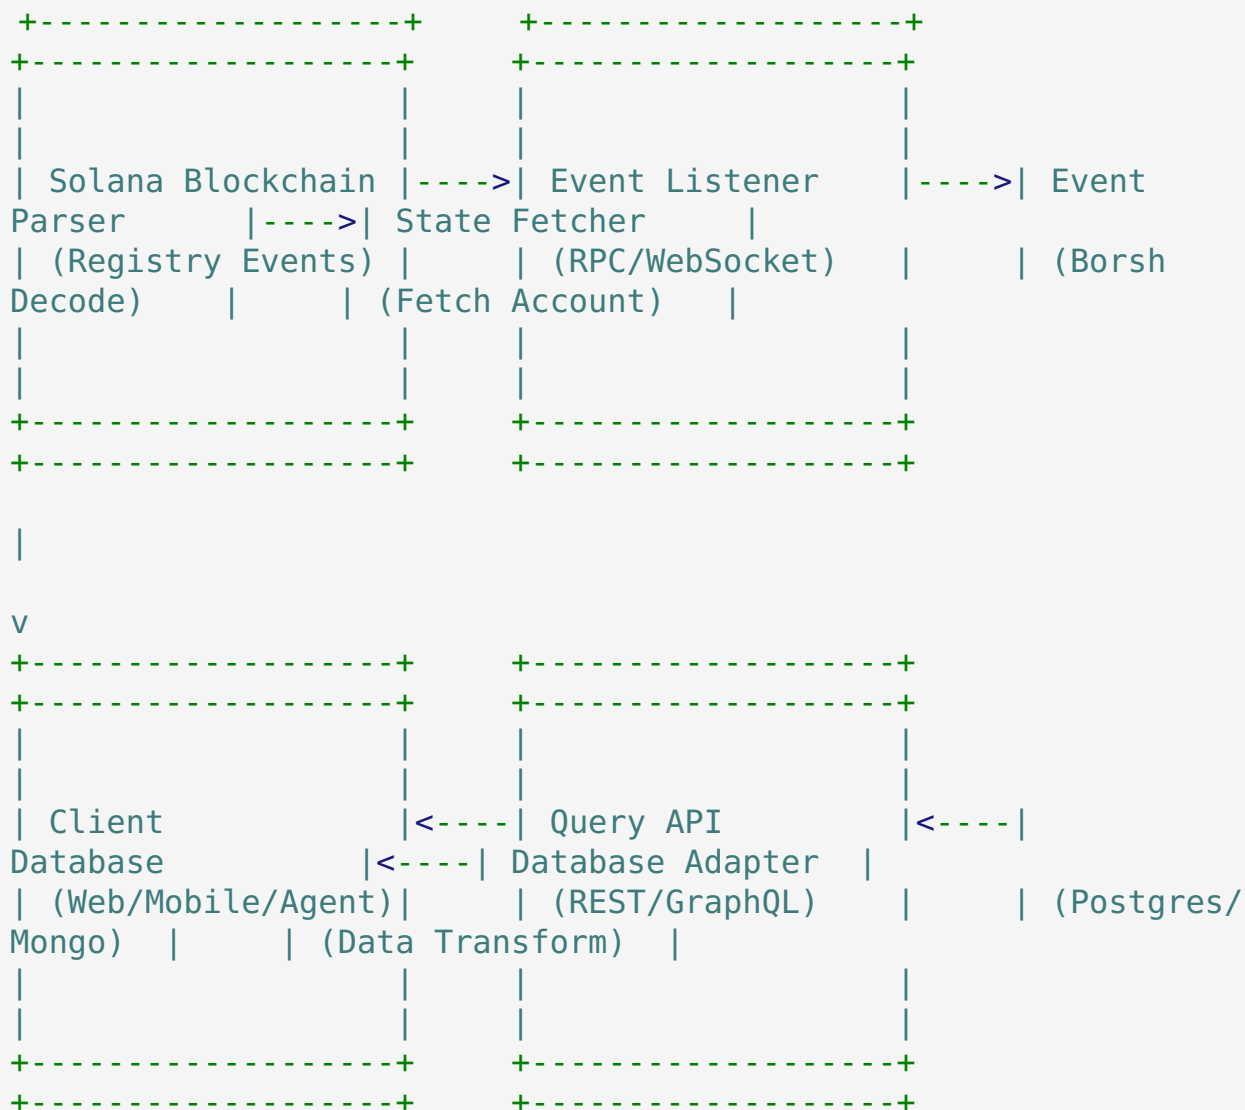 +-------------------+     +-------------------+
+-------------------+     +-------------------+
|                   |     |                   |
|                   |     |                   |
| Solana Blockchain |---->| Event Listener    |---->| Event
Parser      |---->| State Fetcher     |
| (Registry Events) |     | (RPC/WebSocket)   |     | (Borsh
Decode)    |     | (Fetch Account)   |
|                   |     |                   |
|                   |     |                   |
+-------------------+     +-------------------+
+-------------------+     +-------------------+
|
v
+-------------------+     +-------------------+
+-------------------+     +-------------------+
|                   |     |                   |
|                   |     |                   |
| Client            |<----| Query API         |<----|
Database          |<----| Database Adapter  |
| (Web/Mobile/Agent)|     | (REST/GraphQL)    |     | (Postgres/
Mongo)  |     | (Data Transform)  |
|                   |     |                   |
|                   |     |                   |
+-------------------+     +-------------------+
+-------------------+     +-------------------+